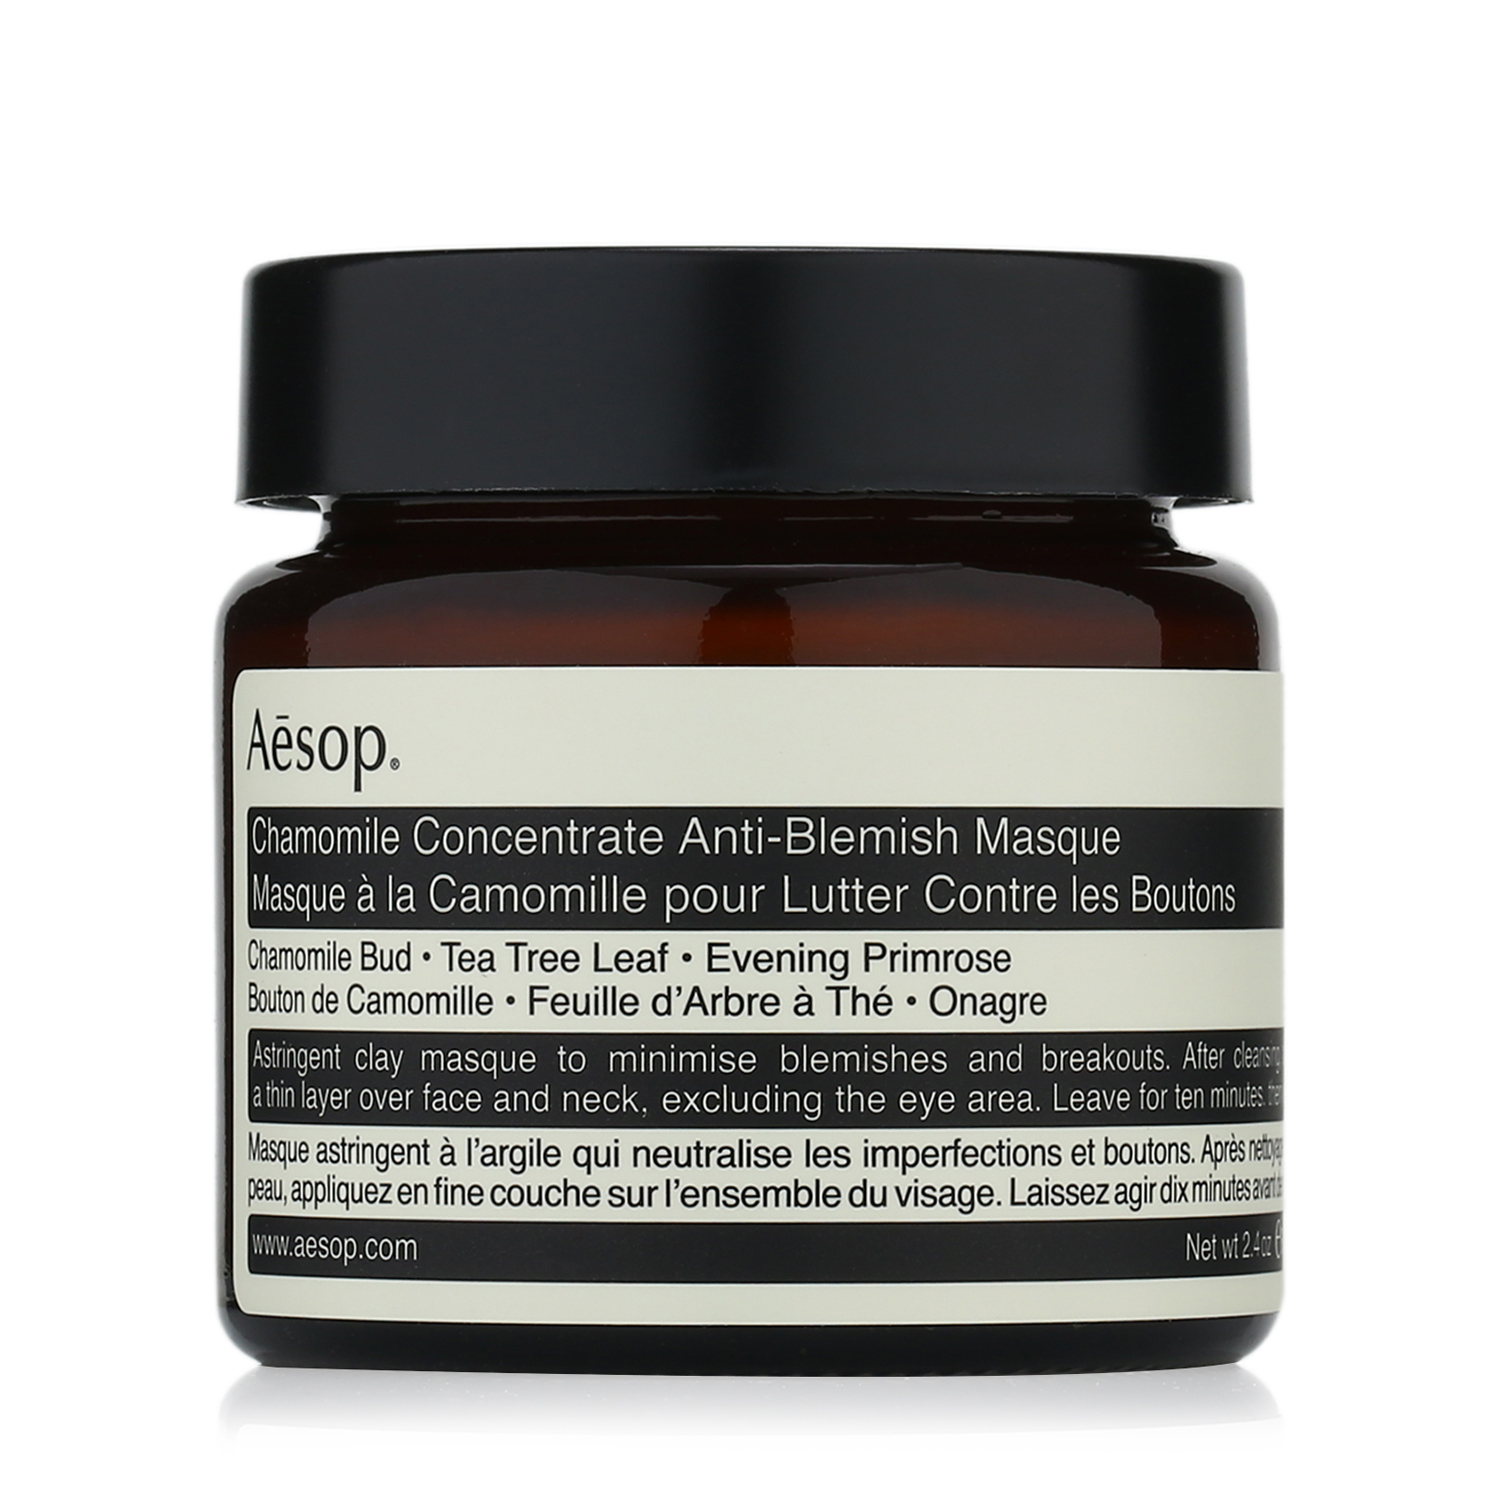 Aēsop.®
Chamomile Concentrate Anti-Blemish Masque
Masque à la Camomille pour Lutter Contre les Boutons
Chamomile Bud • Tea Tree Leaf • Evening Primrose
Bouton de Camomille • Feuille d’Arbre à Thé • Onagre
Astringent clay masque to minimise blemishes and breakouts. After cleansing
a thin layer over face and neck, excluding the eye area. Leave for ten minutes.
Masque astringent à l’argile qui neutralise les imperfections et boutons. Après
peau, appliquez en fine couche sur l’ensemble du visage. Laissez agir dix minutes avant
www.aesop.com
Net wt 2.4 oz